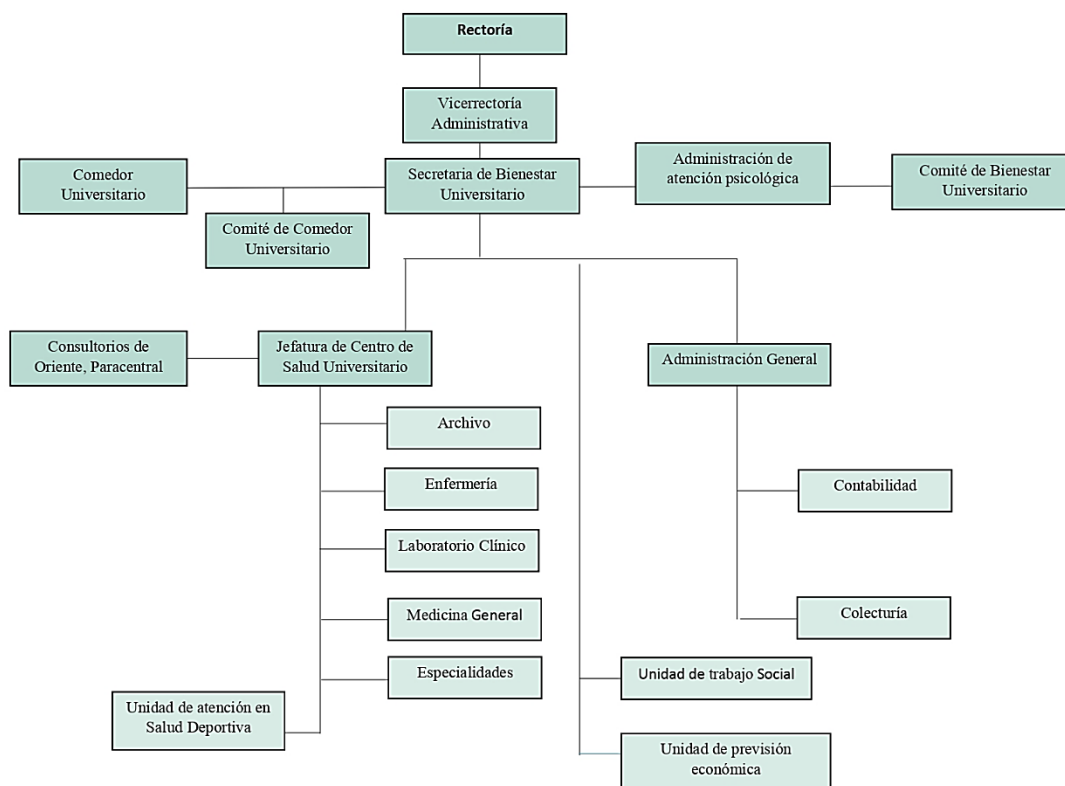 Rectoría
Vicerrectoría
Administrativa
Comedor
Universitario
Secretaria de Bienestar
Universitario
Administración de
atención psicológica
Comité de Bienestar
Universitario
Comité de Comedor
Universitario
Consultorios de
Oriente, Paracentral
Jefatura de Centro de
Salud Universitario
Administración General
Archivo
Enfermería
Laboratorio Clínico
Medicina General
Especialidades
Unidad de atención en
Salud Deportiva
Contabilidad
Colecturía
Unidad de trabajo Social
Unidad de previsión
económica